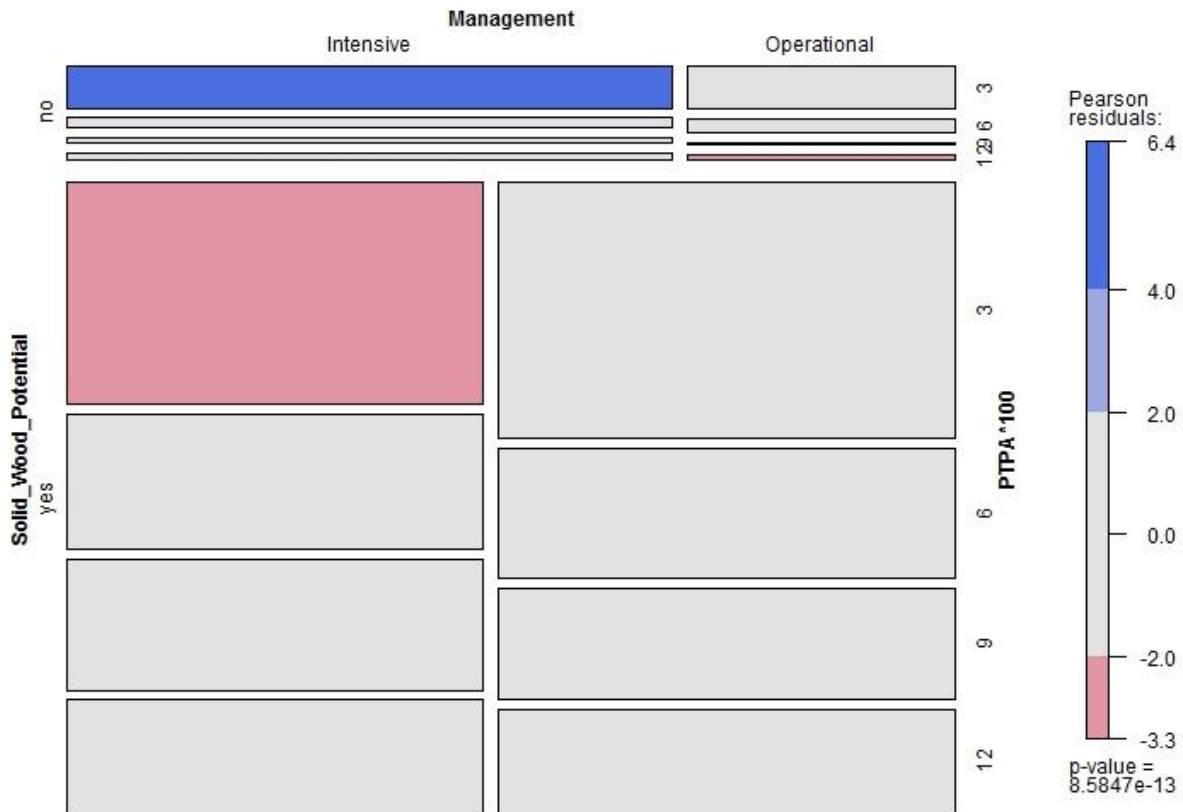 Management
Intensive
Operational
no
3
6
9
12
Solid_Wood_Potential
yes
3
6
9
12
PTPA*100
Pearson
residuals:
6.4
4.0
2.0
0.0
-2.0
-3.3
p-value =
8.5847e-13